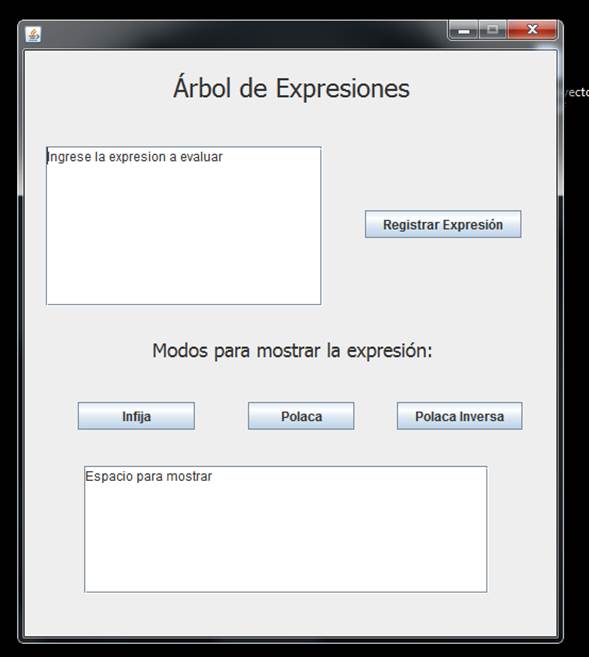 Árbol de Expresiones
Ingrese la expresion a evaluar
Registrar Expresión
Modos para mostrar la expresión:
Infija
Polaca
Polaca Inversa
Espacio para mostrar